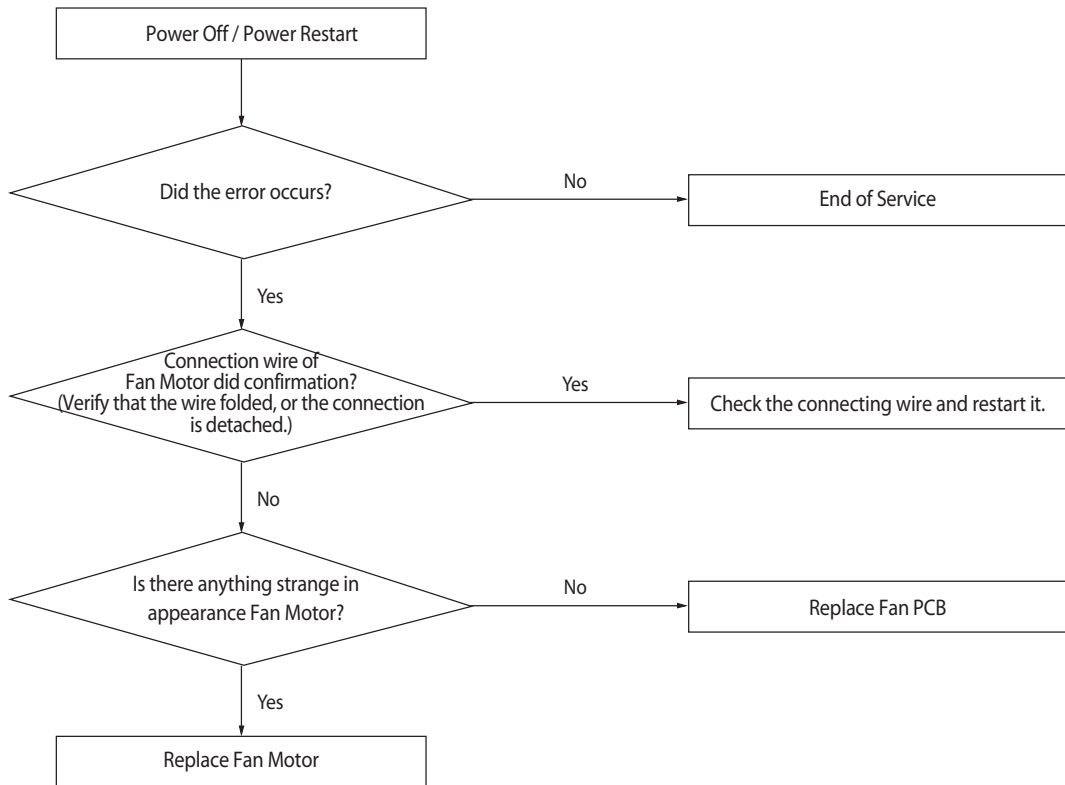 Power Off / Power Restart
Did the error occurs?
No
End of Service
Yes
Connection wire of
Fan Motor did confirmation?
(Verify that the wire folded, or the connection
is detached.)
Yes
Check the connecting wire and restart it.
No
Is there anything strange in
appearance Fan Motor?
No
Replace Fan PCB
Yes
Replace Fan Motor